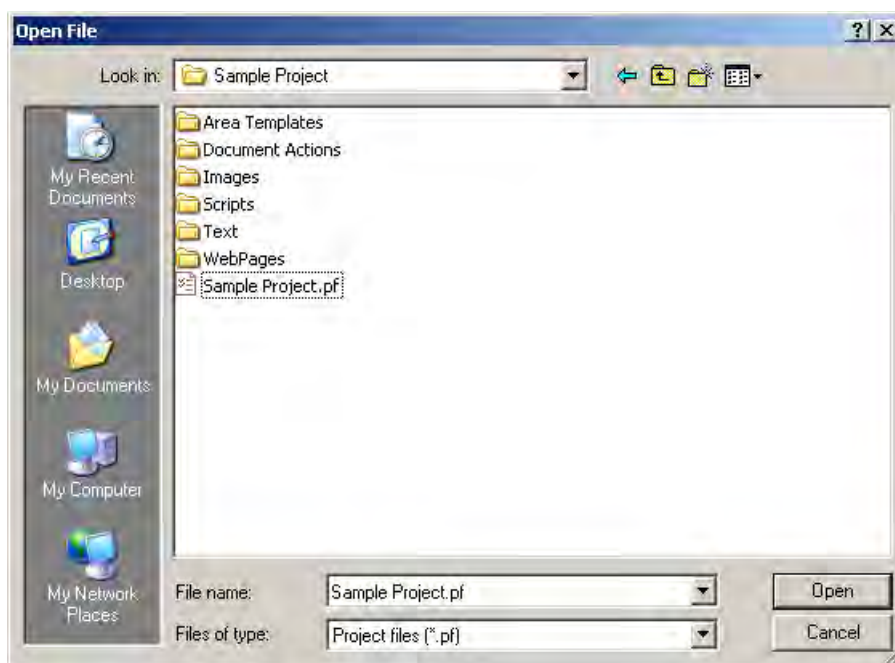 Open File
Look in: Sample Project
Area Templates
Document Actions
Images
Scripts
Text
WebPages
Sample Project.pf
My Recent
Documents
Desktop
My Documents
My Computer
My Network
Places
File name: Sample Project.pf Open
Files of type: Project files (*.pf) Cancel